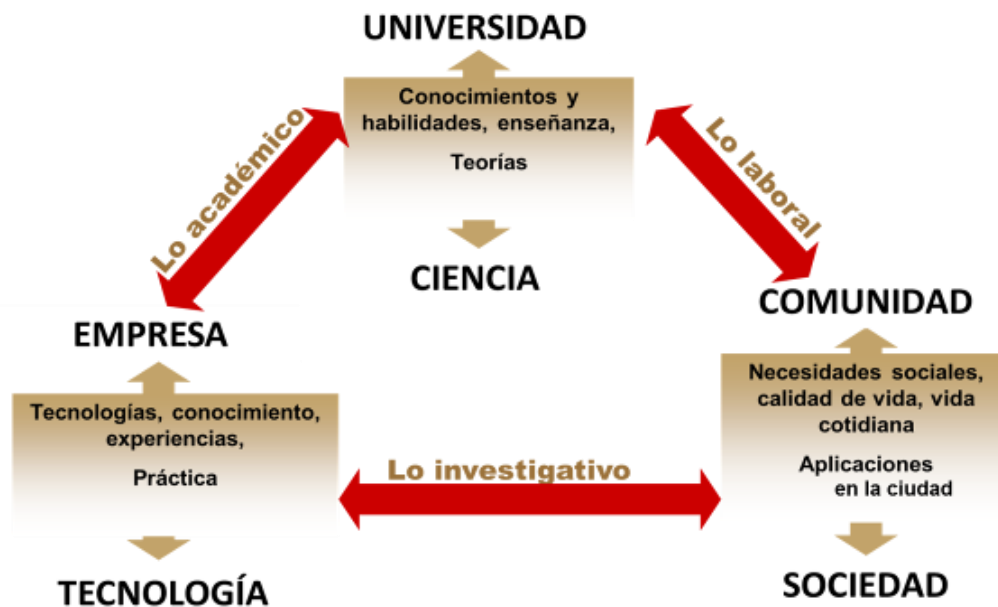 UNIVERSIDAD
Conocimientos y
habilidades, enseñanza,
Teorías
CIENCIA
Lo académico
Lo laboral
EMPRESA
Tecnologías, conocimiento,
experiencias,
Práctica
TECNOLOGÍA
Lo investigativo
COMUNIDAD
Necesidades sociales,
calidad de vida, vida
cotidiana
Aplicaciones
en la ciudad
SOCIEDAD